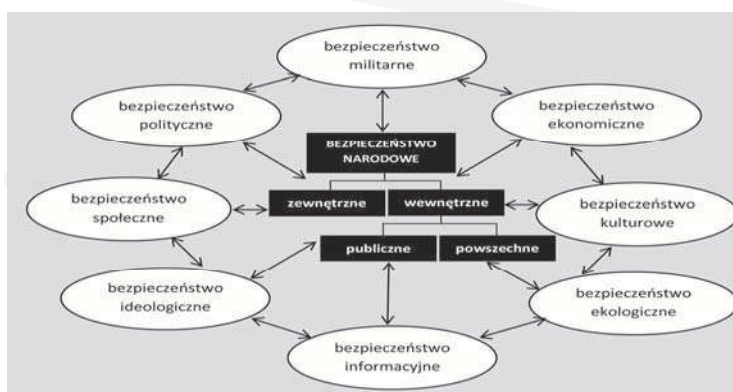 bezpieczeństwo
militarne
bezpieczeństwo
polityczne
bezpieczeństwo
ekonomiczne
BEZPIECZEŃSTWO
NARODOWE
bezpieczeństwo
społeczne
zewnętrzne
wewnętrzne
bezpieczeństwo
kulturowe
publiczne
powszechne
bezpieczeństwo
ideologiczne
bezpieczeństwo
ekologiczne
bezpieczeństwo
informacyjne